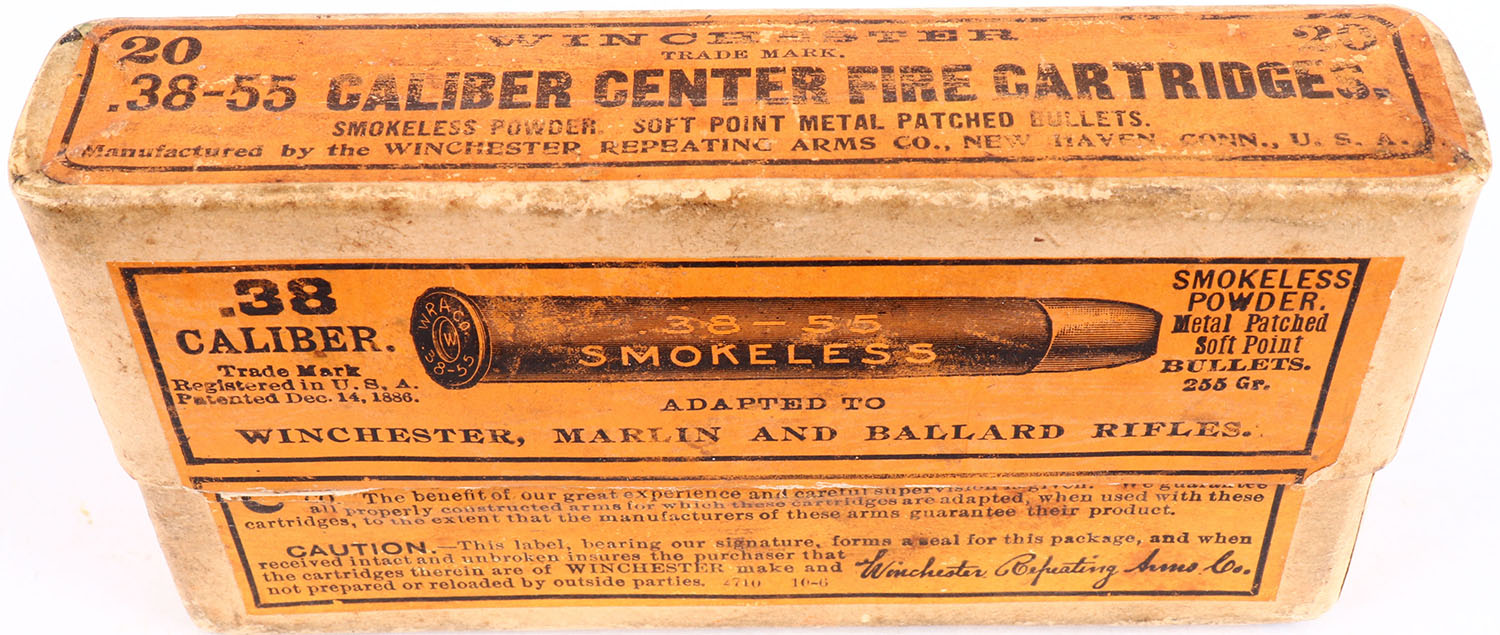 20 WINCHESTER 20
TRADE MARK.
.38-55 CALIBER CENTER FIRE CARTRIDGES.
SMOKELESS POWDER. SOFT POINT METAL PATCHED BULLETS.
Manufactured by the WINCHESTER REPEATING ARMS CO., NEW HAVEN, CONN., U. S. A.
.38
CALIBER.
Trade Mark
Registered in U. S. A.
Patented Dec. 14, 1886.
W.R.A.CO.
W
38-55
.38-55
SMOKELESS
SMOKELESS
POWDER.
Metal Patched
Soft Point
BULLETS.
255 Gr.
ADAPTED TO
WINCHESTER, MARLIN AND BALLARD RIFLES.
The benefit of our great experience and careful supervision is given. We guarantee
all properly constructed arms for which these cartridges are adapted, when used with these
cartridges, to the extent that the manufacturers of these arms guarantee their product.
CAUTION.—This label, bearing our signature, forms a seal for this package, and when
received intact and unbroken insures the purchaser that
the cartridges therein are of WINCHESTER make and
not prepared or reloaded by outside parties. 4710 10-6
Winchester Repeating Arms Co.